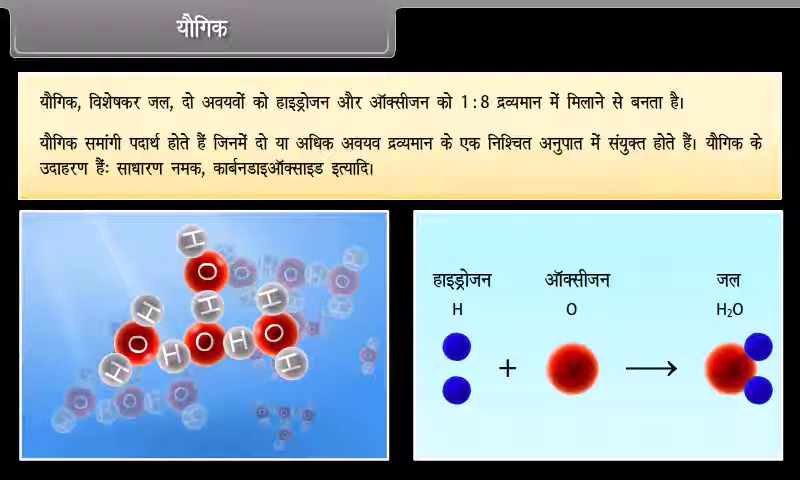 यौगिक
यौगिक, विशेषकर जल, दो अवयवों को हाइड्रोजन और ऑक्सीजन को 1:8 द्रव्यमान में मिलाने से बनता है।
यौगिक समांगी पदार्थ होते हैं जिनमें दो या अधिक अवयव द्रव्यमान के एक निश्चित अनुपात में संयुक्त होते हैं। यौगिक के
उदाहरण हैंः साधारण नमक, कार्बनडाइऑक्साइड इत्यादि।
H
O
H
H
H
O
O
O
H
H
H
H
हाइड्रोजन ऑक्सीजन जल
H O H₂O
+ →